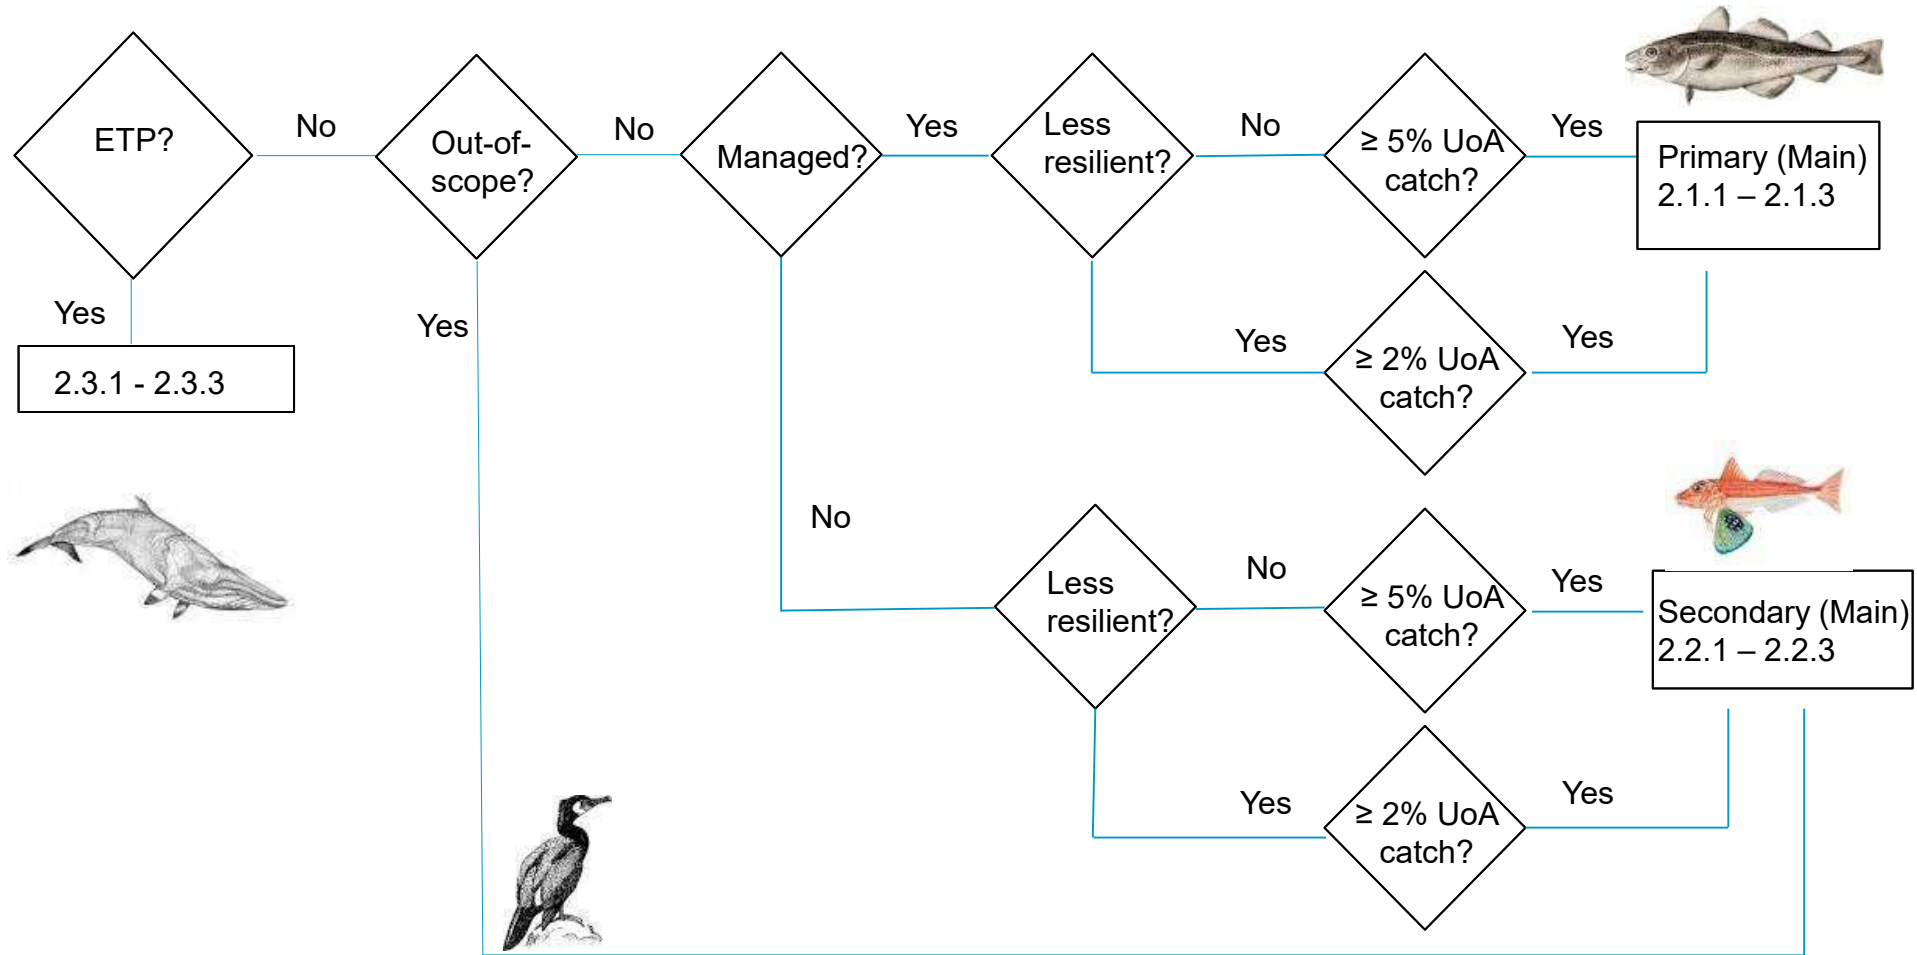 ETP?
No
Out-of-
scope?
No
Managed?
Yes
Less
resilient?
No
≥ 5% UoA
catch?
Yes
Primary (Main)
2.1.1 – 2.1.3
Yes
2.3.1 - 2.3.3
Yes
Yes
≥ 2% UoA
catch?
Yes
No
Less
resilient?
No
≥ 5% UoA
catch?
Yes
Secondary (Main)
2.2.1 – 2.2.3
Yes
≥ 2% UoA
catch?
Yes